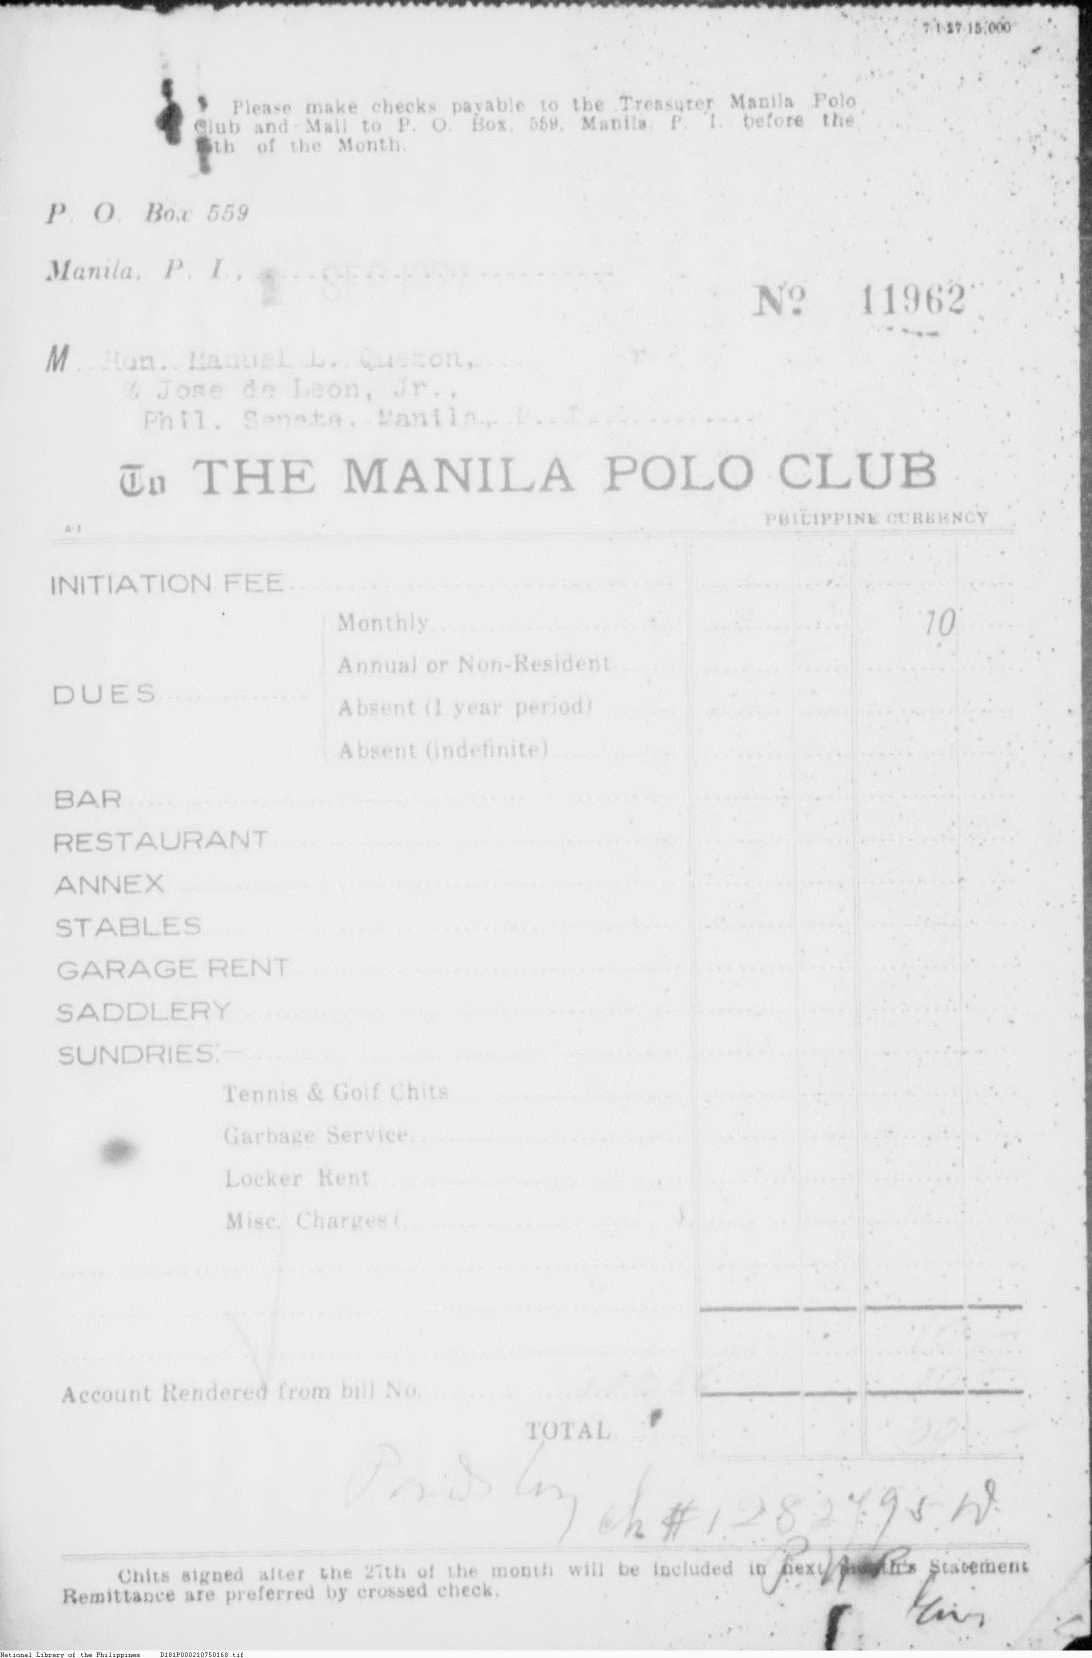 7-1-27-15,000
Please make checks payable to the Treasurer Manila Polo
Club and Mail to P. O. Box. 559, Manila, P. I. before the
th of the Month.
P. O. Box 559
Manila, P. I.,
No 11962
M Hon. Manuel L. Quezon,
% Jose de Leon, Jr.,
Phil. Senate, Manila, P. I.
To THE MANILA POLO CLUB
PHILIPPINE CURRENCY
A-1
INITIATION FEE
Monthly 10
Annual or Non-Resident
DUES
Absent (1 year period)
Absent (indefinite)
BAR
RESTAURANT
ANNEX
STABLES
GARAGE RENT
SADDLERY
SUNDRIES:—
Tennis & Golf Chits
Garbage Service
Locker Rent
Misc. Charges ( )
Account Rendered from bill No.
TOTAL 20
Paid by ch #
Chits signed after the 27th of the month will be included in next month's Statement
Remittance are preferred by crossed check.
National Library of the Philippines D181P000210750168.tif